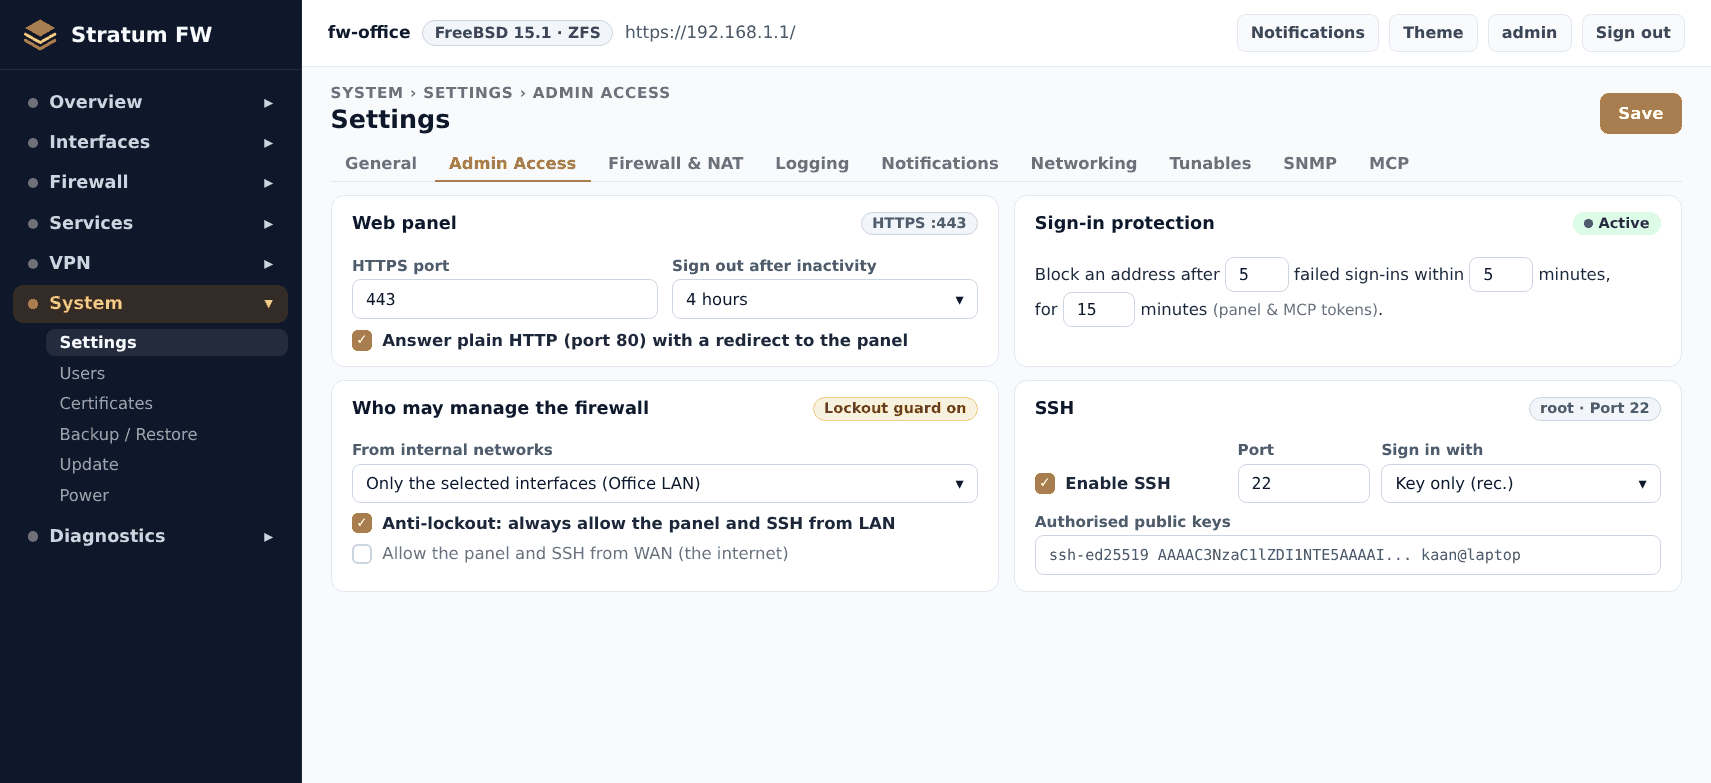 Stratum FW
fw-office
FreeBSD 15.1 · ZFS
https://192.168.1.1/
Notifications
Theme
admin
Sign out
Overview
Interfaces
Firewall
Services
VPN
System
Settings
Users
Certificates
Backup / Restore
Update
Power
Diagnostics
SYSTEM › SETTINGS › ADMIN ACCESS
Settings
Save
General
Admin Access
Firewall & NAT
Logging
Notifications
Networking
Tunables
SNMP
MCP
Web panel
HTTPS :443
HTTPS port
443
Sign out after inactivity
4 hours
Answer plain HTTP (port 80) with a redirect to the panel
Sign-in protection
Active
Block an address after 5 failed sign-ins within 5 minutes,
for 15 minutes (panel & MCP tokens).
Who may manage the firewall
Lockout guard on
From internal networks
Only the selected interfaces (Office LAN)
Anti-lockout: always allow the panel and SSH from LAN
Allow the panel and SSH from WAN (the internet)
SSH
root · Port 22
Enable SSH
Port
22
Sign in with
Key only (rec.)
Authorised public keys
ssh-ed25519 AAAAC3NzaC1lZDI1NTE5AAAAI... kaan@laptop